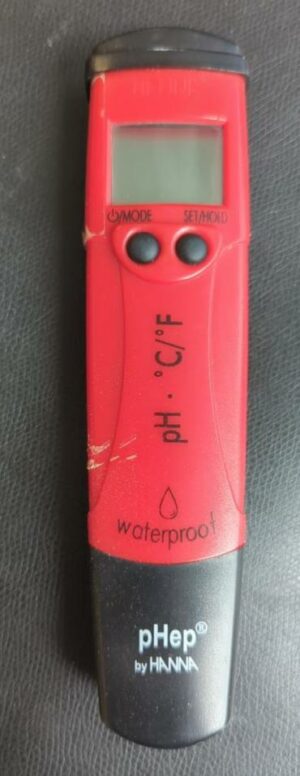 ⏻/MODE SET/HOLD
pH · °C/°F
waterproof
pHep®
by HANNA